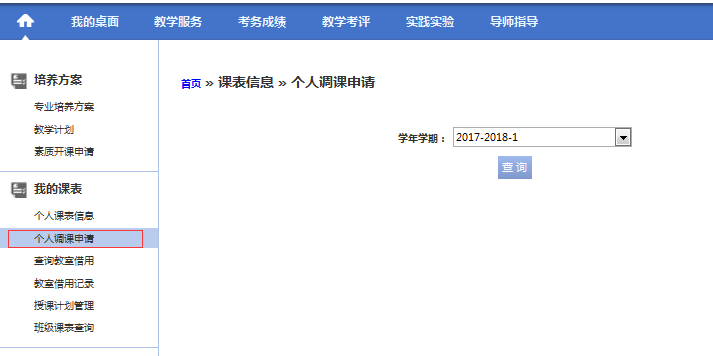 我的桌面 教学服务 考务成绩 教学考评 实践实验 导师指导
培养方案
专业培养方案
教学计划
素质开课申请
我的课表
个人课表信息
个人调课申请
查询教室借用
教室借用记录
授课计划管理
班级课表查询
首页 » 课表信息 » 个人调课申请
学年学期： 2017-2018-1
查 询